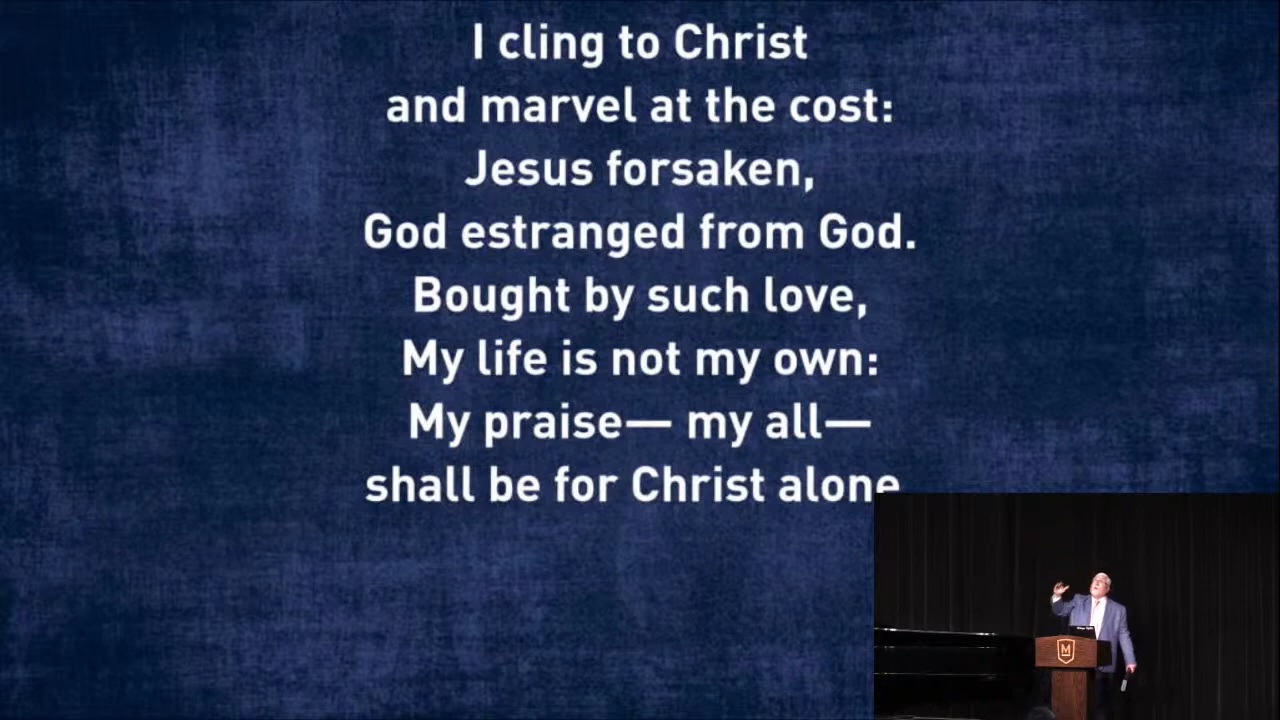 I cling to Christ
and marvel at the cost:
Jesus forsaken,
God estranged from God.
Bought by such love,
My life is not my own:
My praise— my all—
shall be for Christ alone
M